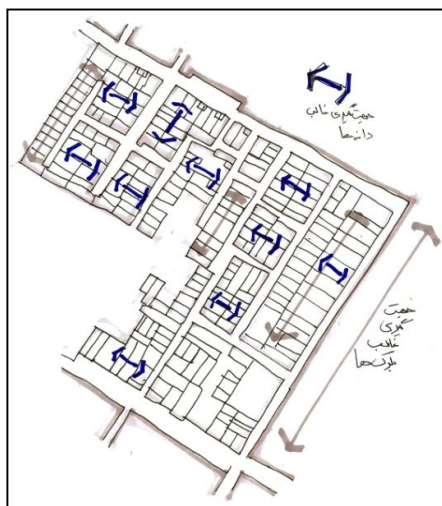 جهت‌گیری غالب
دانه‌ها
جهت
گیری
غالب
بلوک‌ها